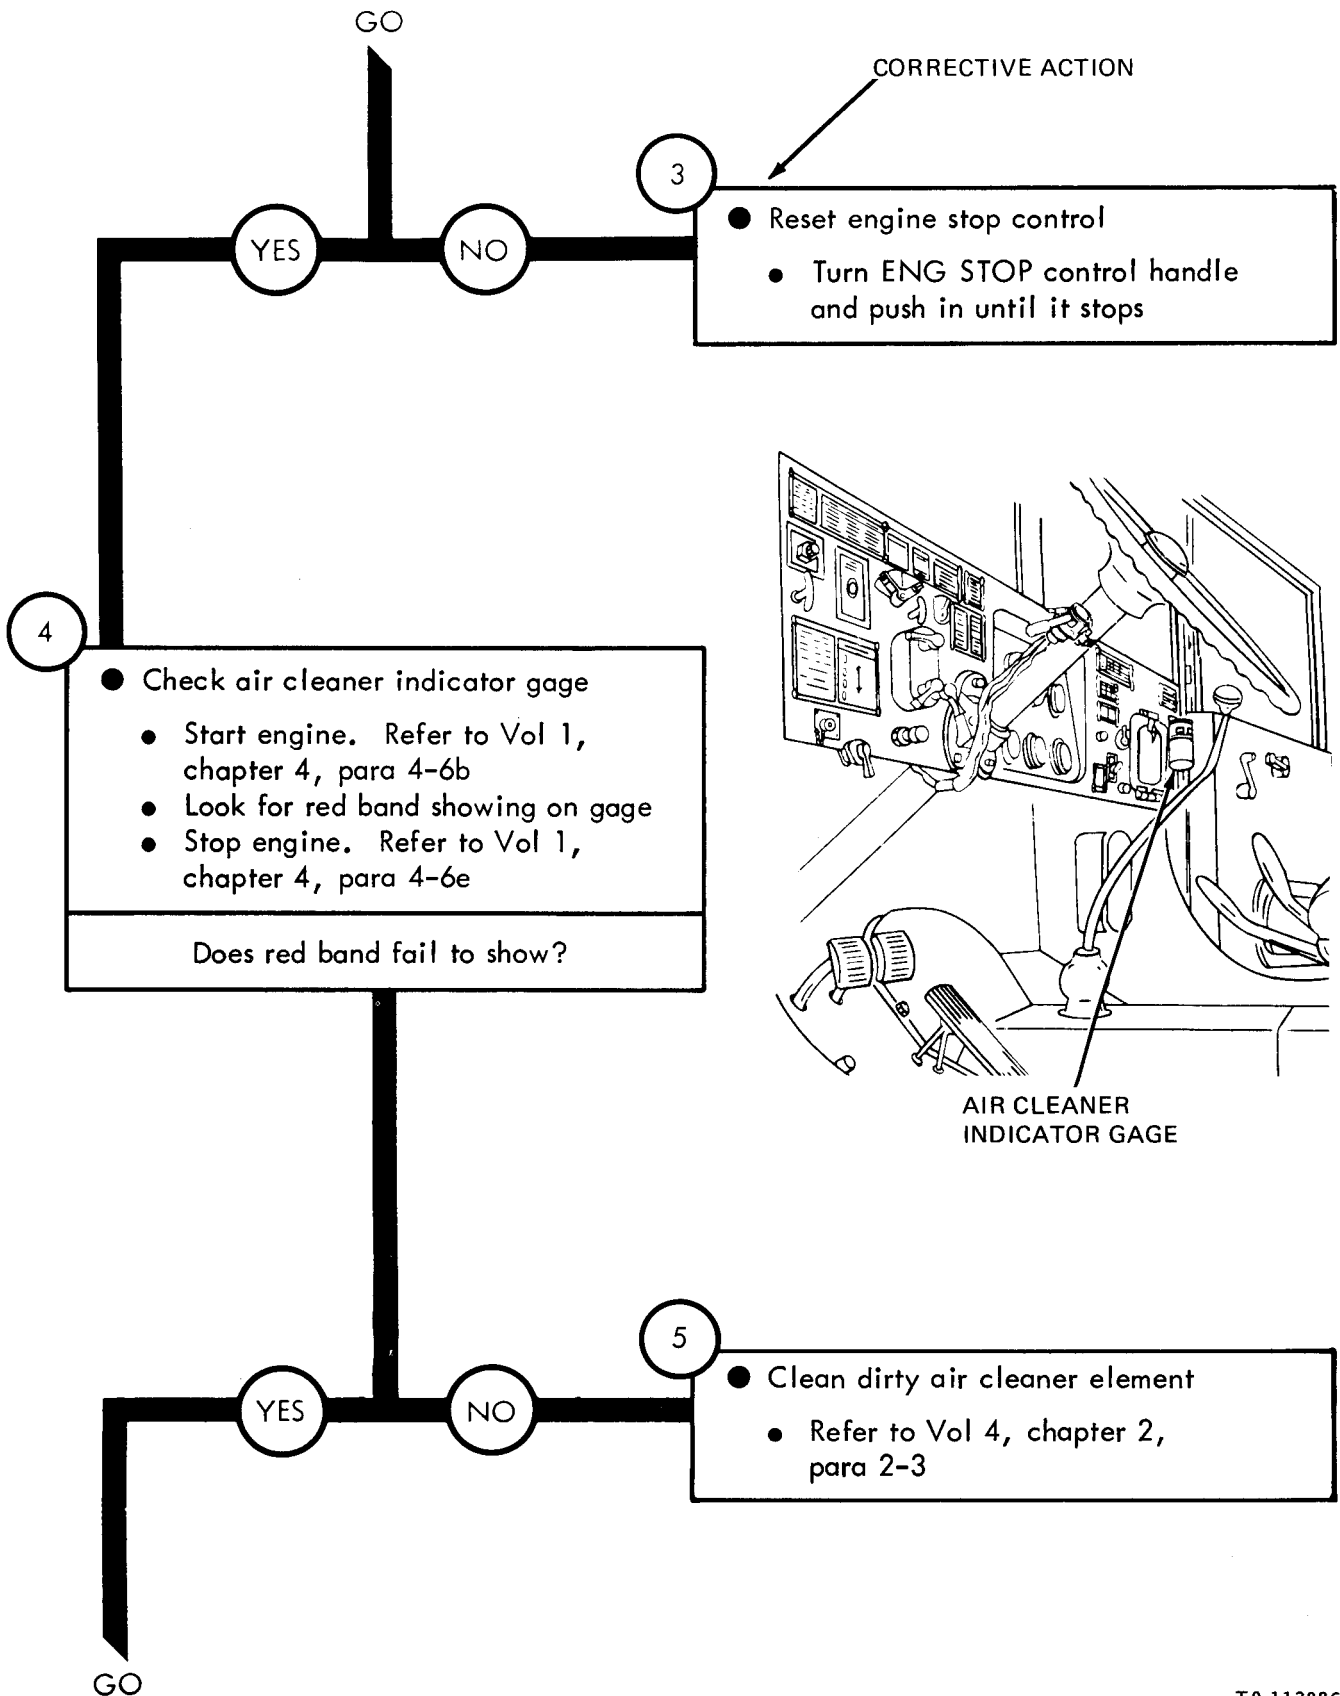 GO
CORRECTIVE ACTION
3
YES
NO
● Reset engine stop control
● Turn ENG STOP control handle
and push in until it stops
4
● Check air cleaner indicator gage
● Start engine. Refer to Vol 1,
chapter 4, para 4-6b
● Look for red band showing on gage
● Stop engine. Refer to Vol 1,
chapter 4, para 4-6e
Does red band fail to show?
AIR CLEANER
INDICATOR GAGE
5
YES
NO
● Clean dirty air cleaner element
● Refer to Vol 4, chapter 2,
para 2-3
GO